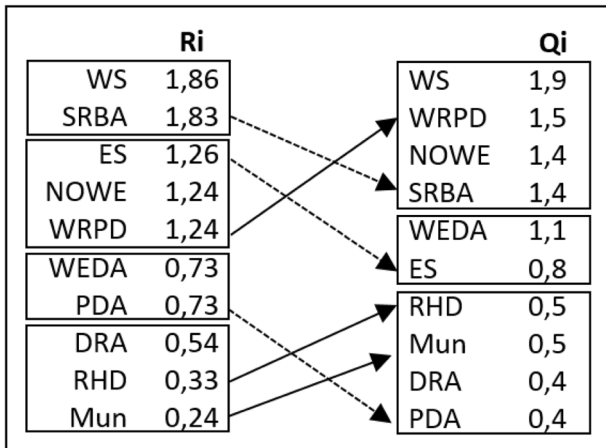 Ri
WS 1,86
SRBA 1,83
ES 1,26
NOWE 1,24
WRPD 1,24
WEDA 0,73
PDA 0,73
DRA 0,54
RHD 0,33
Mun 0,24
Qi
WS 1,9
WRPD 1,5
NOWE 1,4
SRBA 1,4
WEDA 1,1
ES 0,8
RHD 0,5
Mun 0,5
DRA 0,4
PDA 0,4